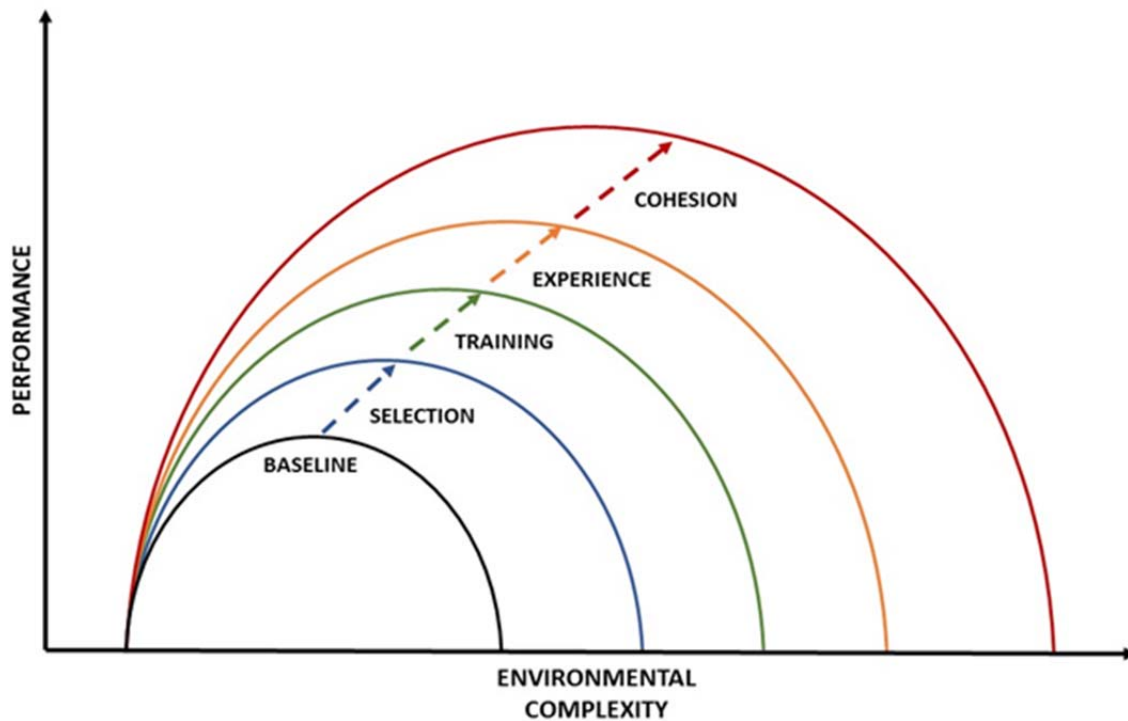 PERFORMANCE
COHESION
EXPERIENCE
TRAINING
SELECTION
BASELINE
ENVIRONMENTAL
COMPLEXITY